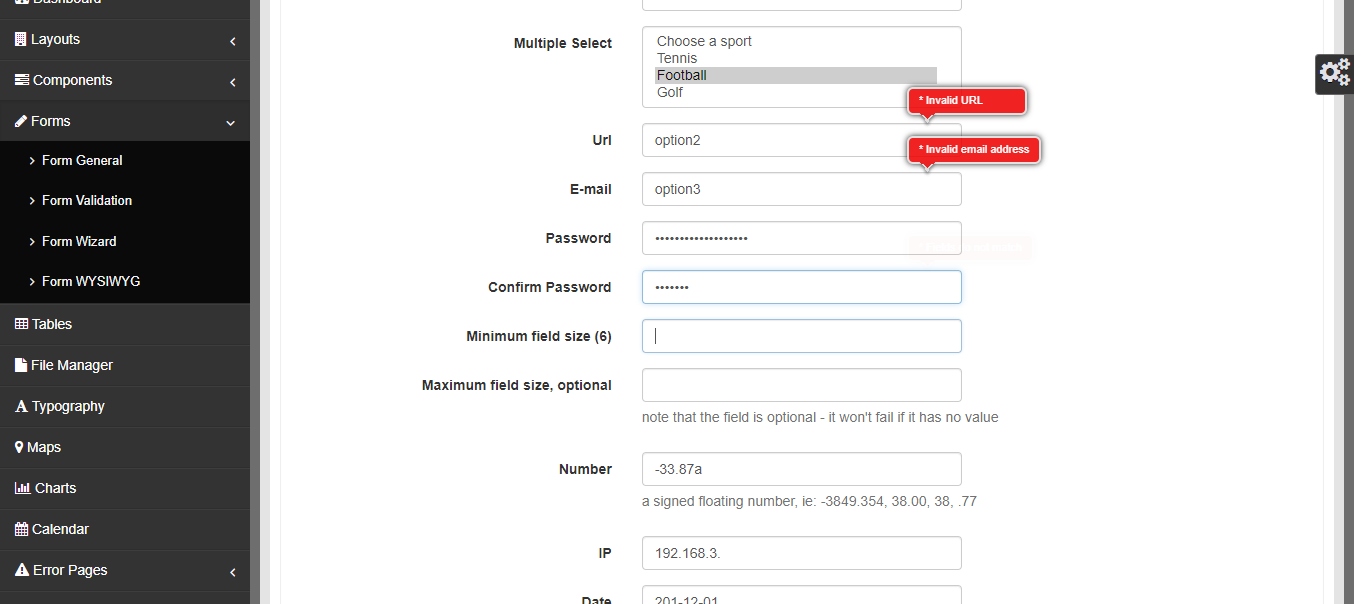 Dashboard
Layouts
Components
Forms
Form General
Form Validation
Form Wizard
Form WYSIWYG
Tables
File Manager
Typography
Maps
Charts
Calendar
Error Pages
Multiple Select
Choose a sport
Tennis
Football
Golf
* Invalid URL
Url
option2
* Invalid email address
E-mail
option3
Password
•••••••••••••••••••
Confirm Password
•••••••
Minimum field size (6)
Maximum field size, optional
note that the field is optional - it won't fail if it has no value
Number
-33.87a
a signed floating number, ie: -3849.354, 38.00, 38, .77
IP
192.168.3.
Date
201-12-01